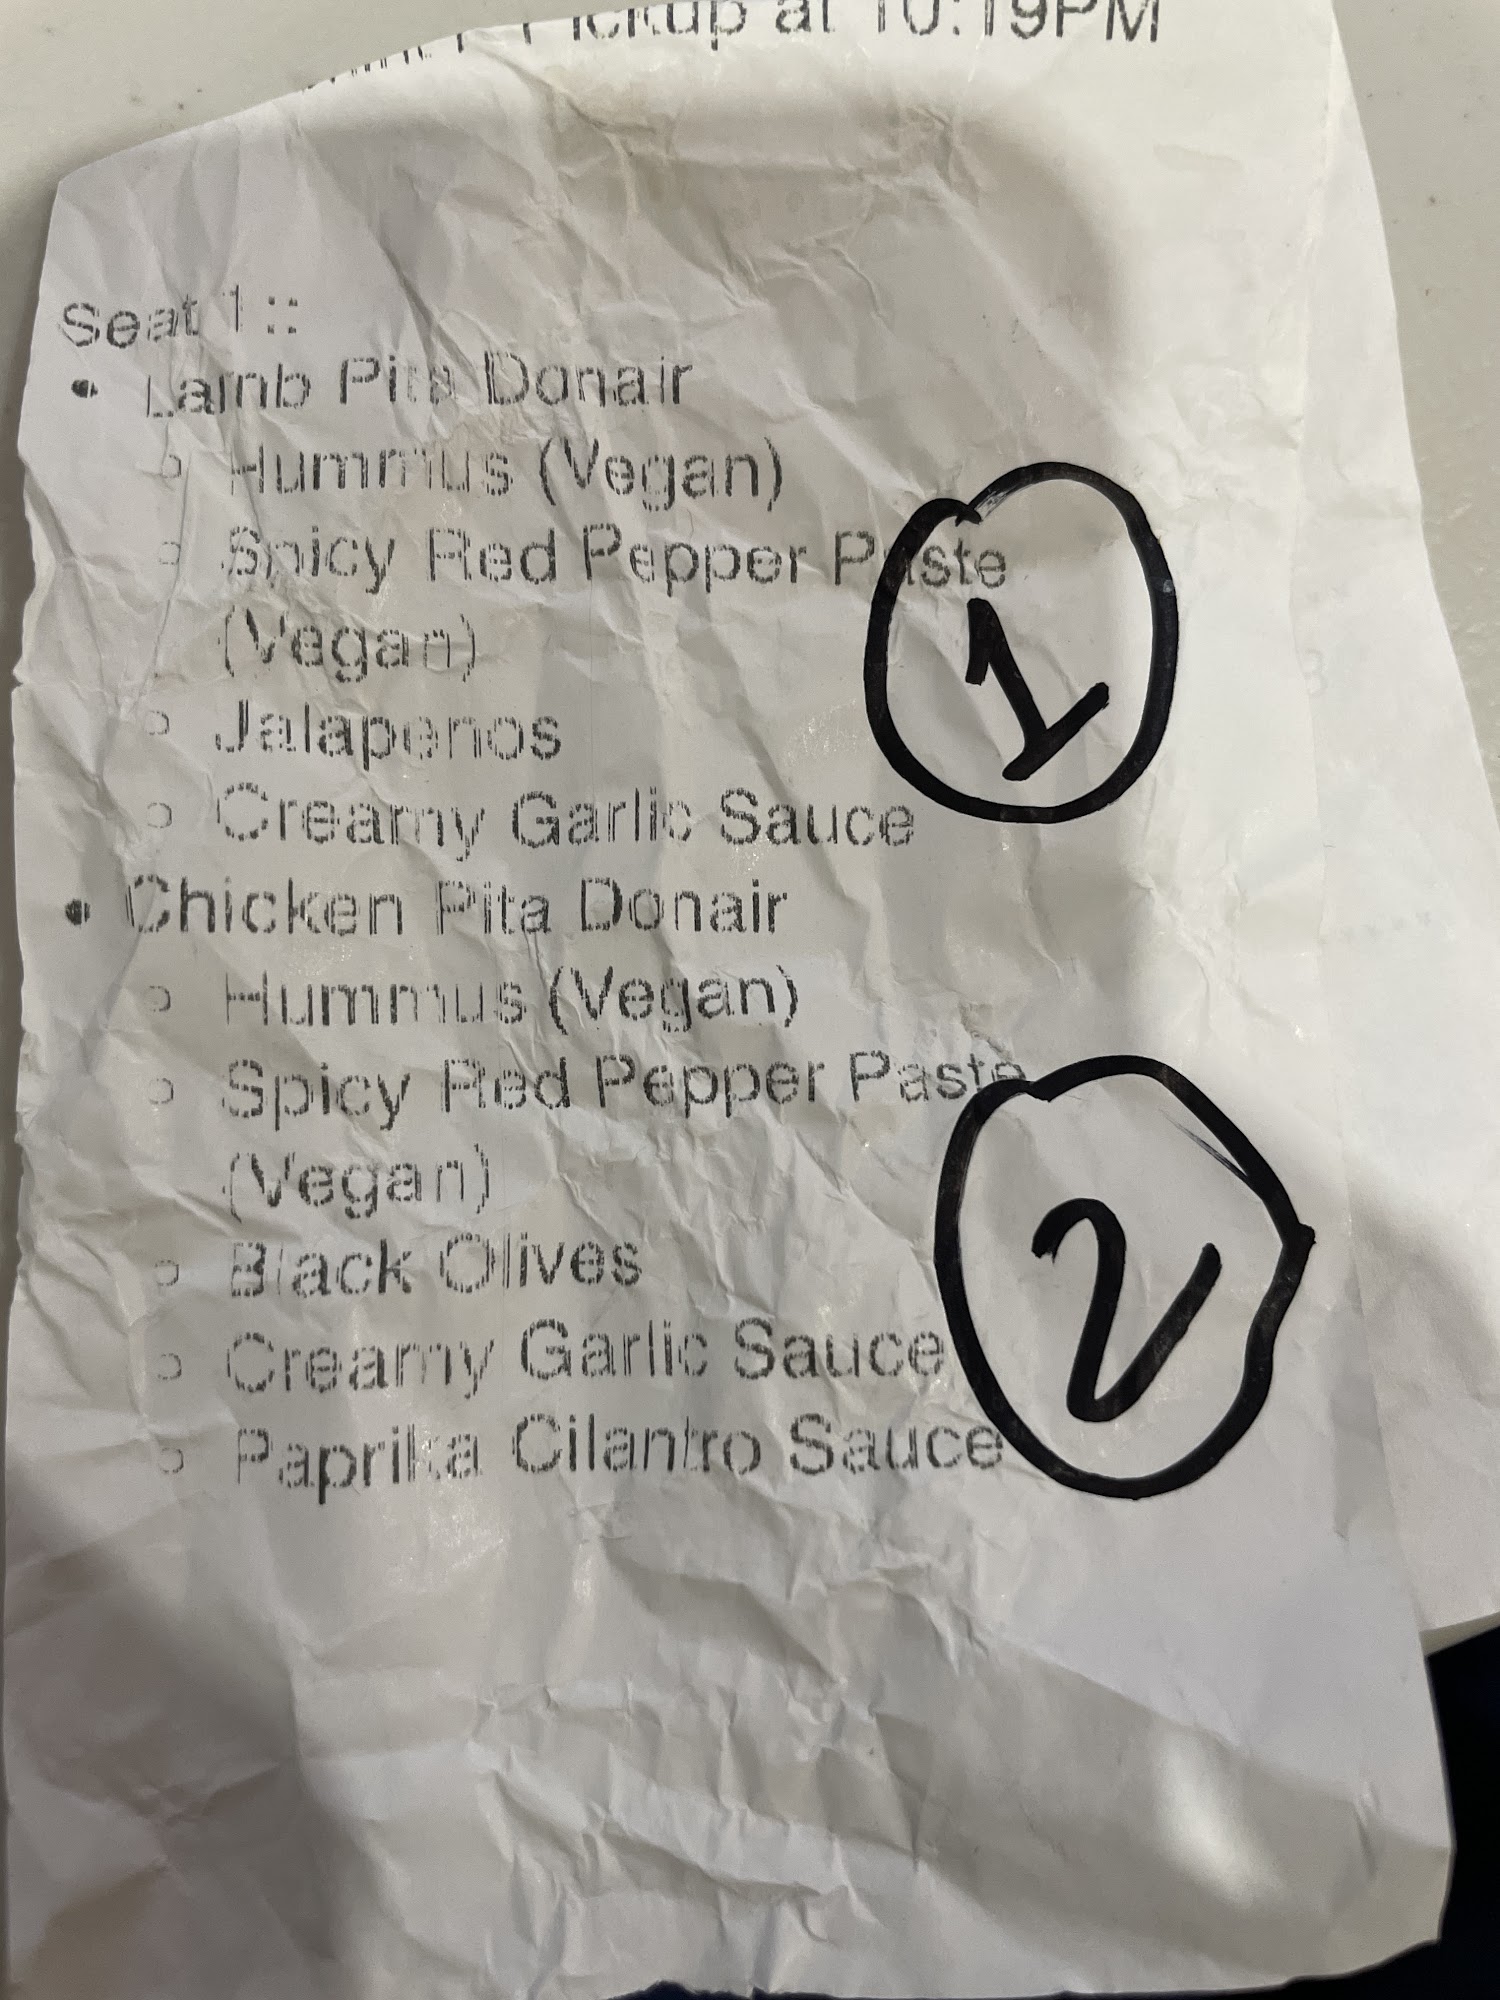 Pickup at 10:19PM
Seat 1::
• Lamb Pita Donair
○ Hummus (Vegan)
○ Spicy Red Pepper Paste
(Vegan)
○ Jalapenos
○ Creamy Garlic Sauce
1
• Chicken Pita Donair
○ Hummus (Vegan)
○ Spicy Red Pepper Paste
(Vegan)
○ Black Olives
○ Creamy Garlic Sauce
○ Paprika Cilantro Sauce
2